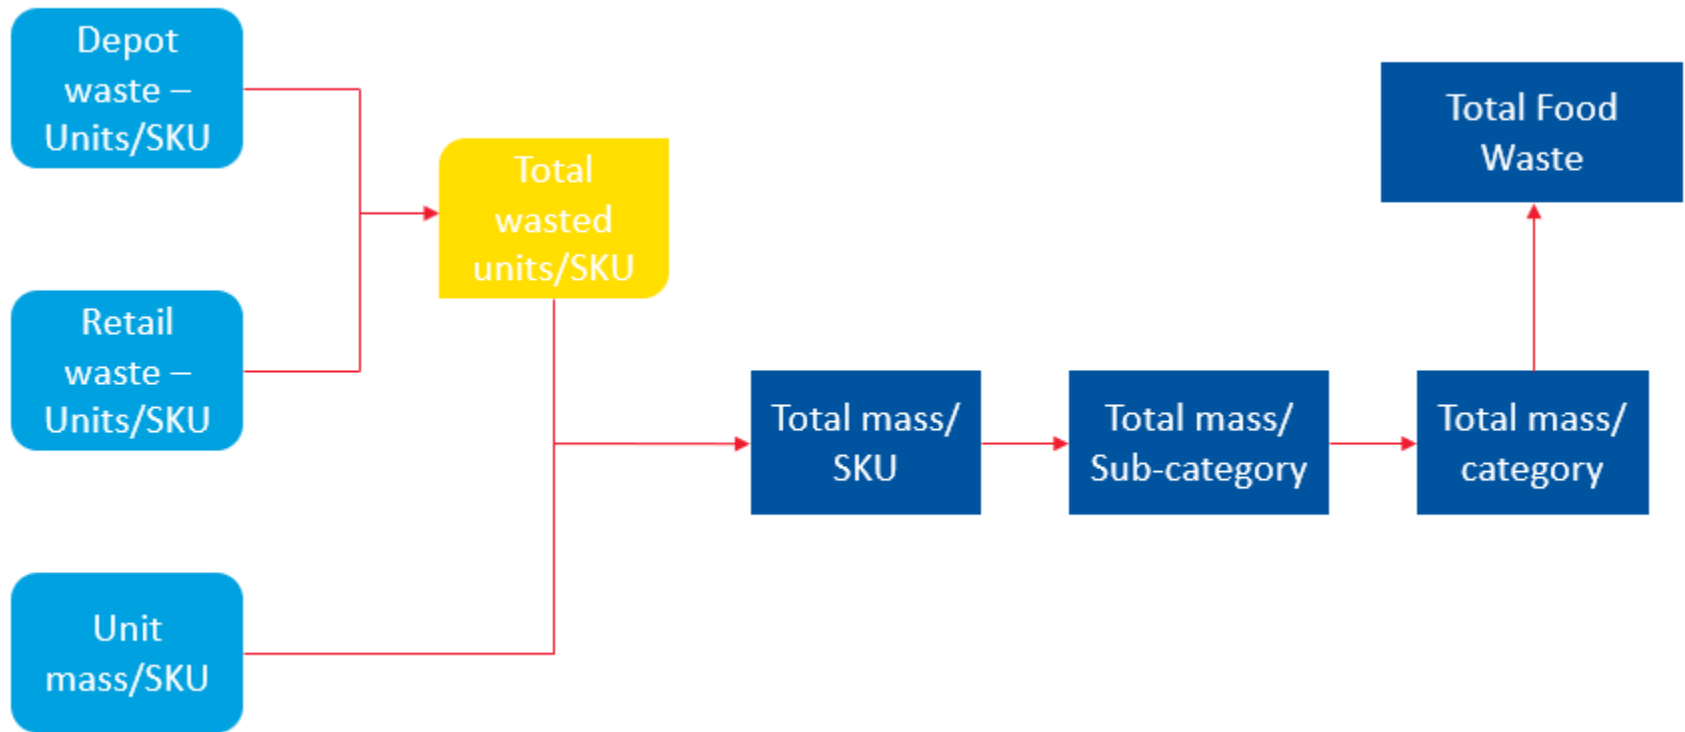 Depot
waste –
Units/SKU
Retail
waste –
Units/SKU
Unit
mass/SKU
Total
wasted
units/SKU
Total mass/
SKU
Total mass/
Sub-category
Total mass/
category
Total Food
Waste